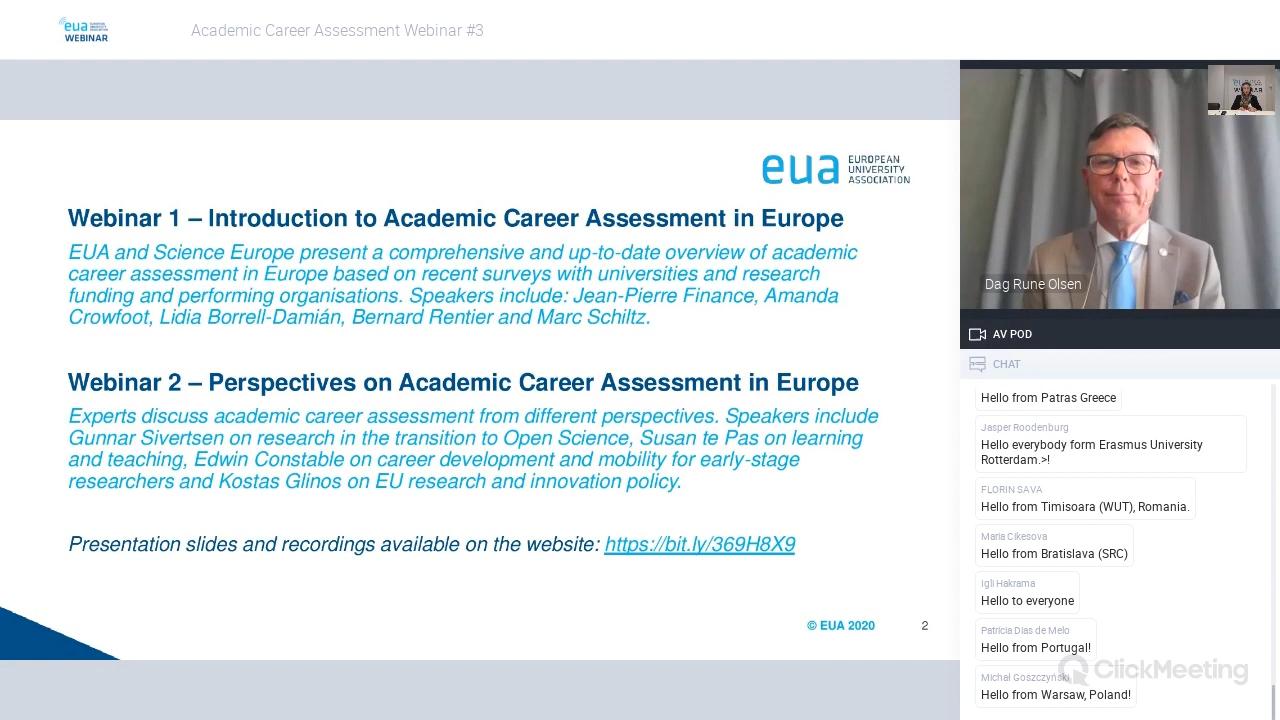 eua EUROPEAN UNIVERSITY ASSOCIATION
WEBINAR
Academic Career Assessment Webinar #3
eua EUROPEAN
UNIVERSITY
ASSOCIATION
Webinar 1 – Introduction to Academic Career Assessment in Europe
EUA and Science Europe present a comprehensive and up-to-date overview of academic
career assessment in Europe based on recent surveys with universities and research
funding and performing organisations. Speakers include: Jean-Pierre Finance, Amanda
Crowfoot, Lidia Borrell-Damián, Bernard Rentier and Marc Schiltz.
Webinar 2 – Perspectives on Academic Career Assessment in Europe
Experts discuss academic career assessment from different perspectives. Speakers include
Gunnar Sivertsen on research in the transition to Open Science, Susan te Pas on learning
and teaching, Edwin Constable on career development and mobility for early-stage
researchers and Kostas Glinos on EU research and innovation policy.
Presentation slides and recordings available on the website: https://bit.ly/369H8X9
© EUA 2020
2
Dag Rune Olsen
AV POD
CHAT
Hello from Patras Greece
Jasper Roodenburg
Hello everybody form Erasmus University
Rotterdam.>!
FLORIN SAVA
Hello from Timisoara (WUT), Romania.
Maria Cikesova
Hello from Bratislava (SRC)
Igli Hakrama
Hello to everyone
Patrícia Dias de Melo
Hello from Portugal!
Michał Goszczyński
Hello from Warsaw, Poland!
ClickMeeting